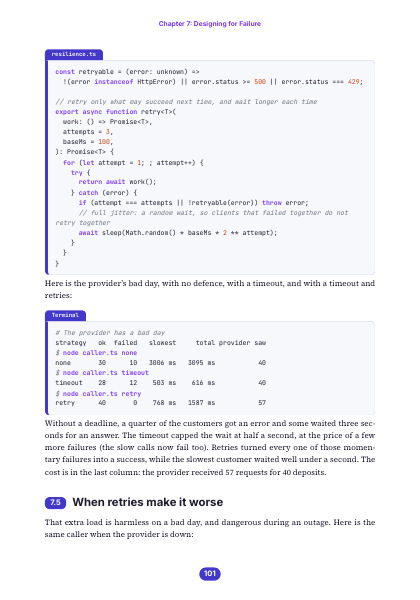 Chapter 7: Designing for Failure
resilience.ts
const retryable = (error: unknown) =>
!(error instanceof HttpError) || error.status >= 500 || error.status === 429;
// retry only what may succeed next time, and wait longer each time
export async function retry<T>(
work: () => Promise<T>,
attempts = 3,
baseMs = 100,
): Promise<T> {
for (let attempt = 1; ; attempt++) {
try {
return await work();
} catch (error) {
if (attempt === attempts || !retryable(error)) throw error;
// full jitter: a random wait, so clients that failed together do not
retry together
await sleep(Math.random() * baseMs * 2 ** attempt);
}
}
}
Here is the provider's bad day, with no defence, with a timeout, and with a timeout and
retries:
Terminal
# The provider has a bad day
strategy ok failed slowest total provider saw
$ node caller.ts none
none 30 10 3006 ms 3095 ms 40
$ node caller.ts timeout
timeout 28 12 503 ms 616 ms 40
$ node caller.ts retry
retry 40 0 768 ms 1587 ms 57
Without a deadline, a quarter of the customers got an error and some waited three sec-
onds for an answer. The timeout capped the wait at half a second, at the price of a few
more failures (the slow calls now fail too). Retries turned every one of those momen-
tary failures into a success, while the slowest customer waited well under a second. The
cost is in the last column: the provider received 57 requests for 40 deposits.
7.5 When retries make it worse
That extra load is harmless on a bad day, and dangerous during an outage. Here is the
same caller when the provider is down:
101